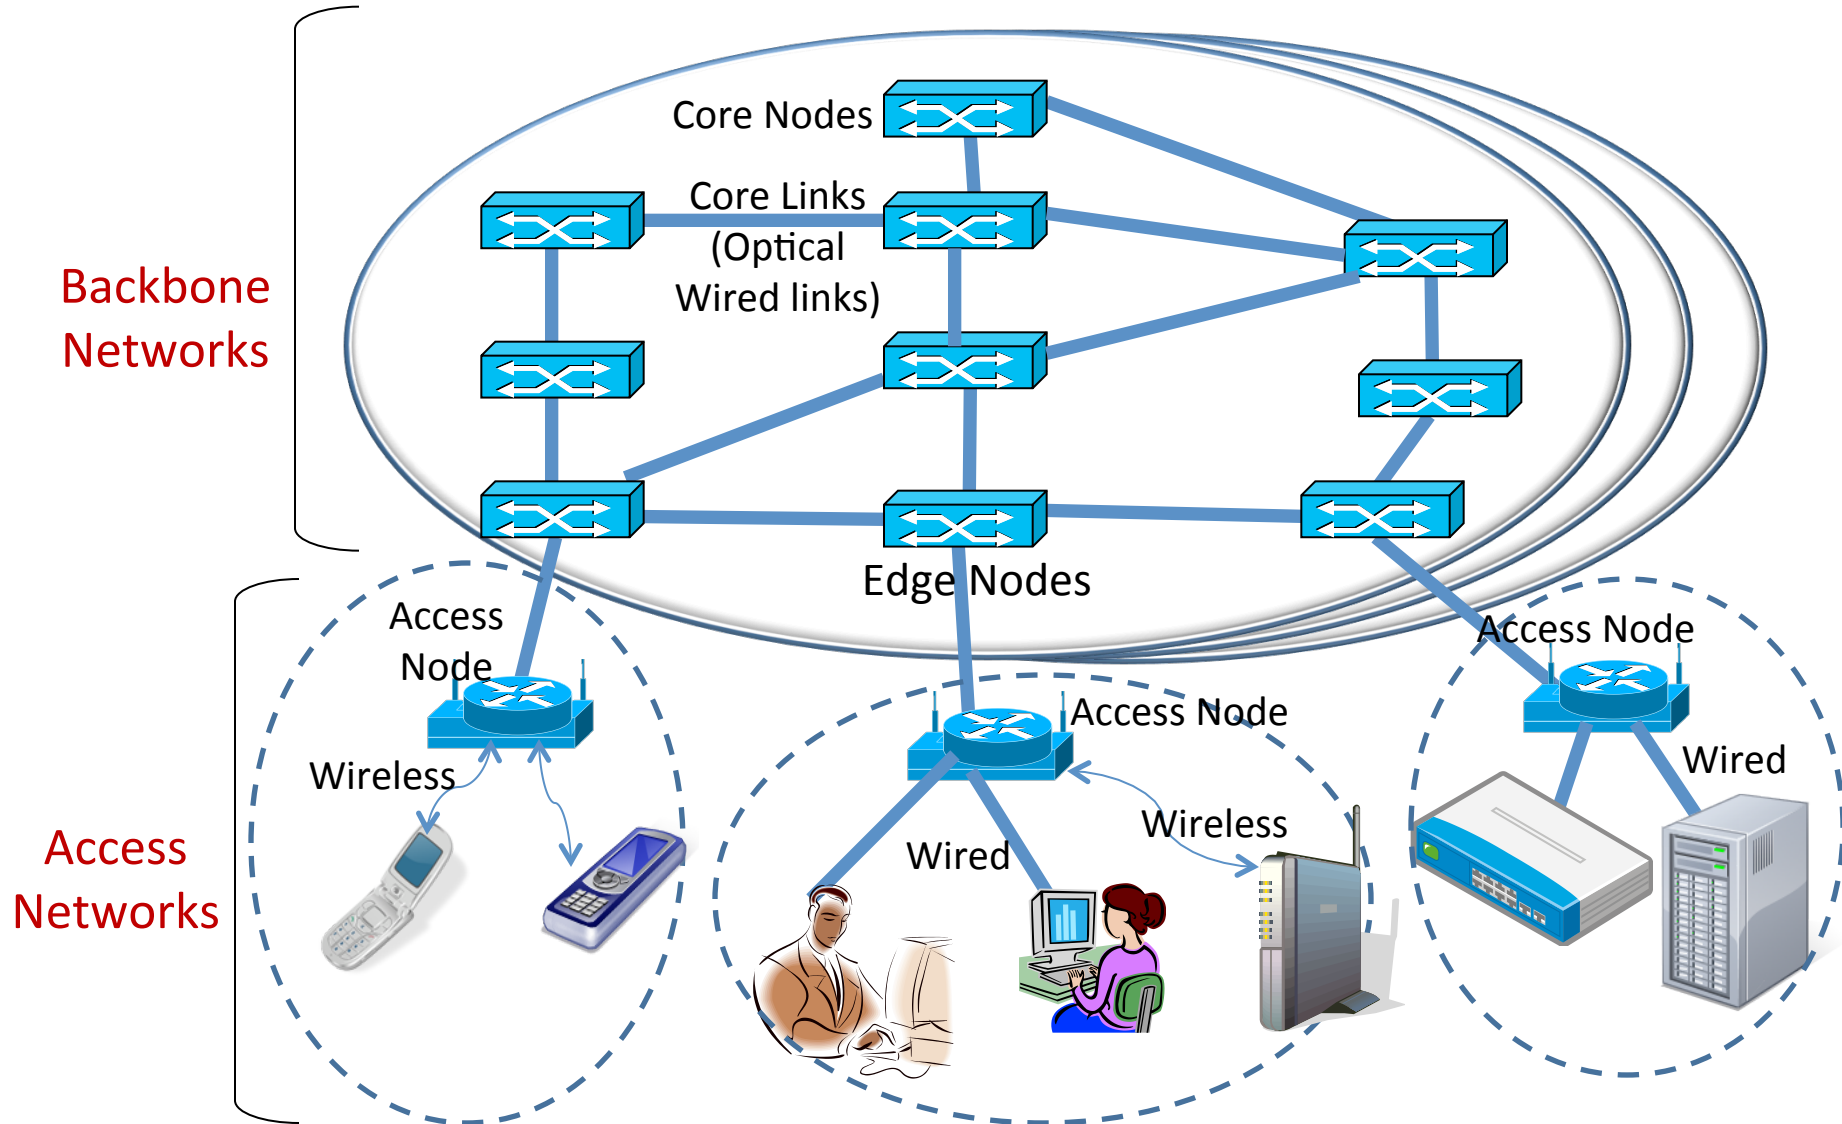 Core Nodes
Core Links
(Optical
Wired links)
Backbone
Networks
Edge Nodes
Access
Node
Access Node
Access Node
Wireless
Wired
Wireless
Wired
Access
Networks